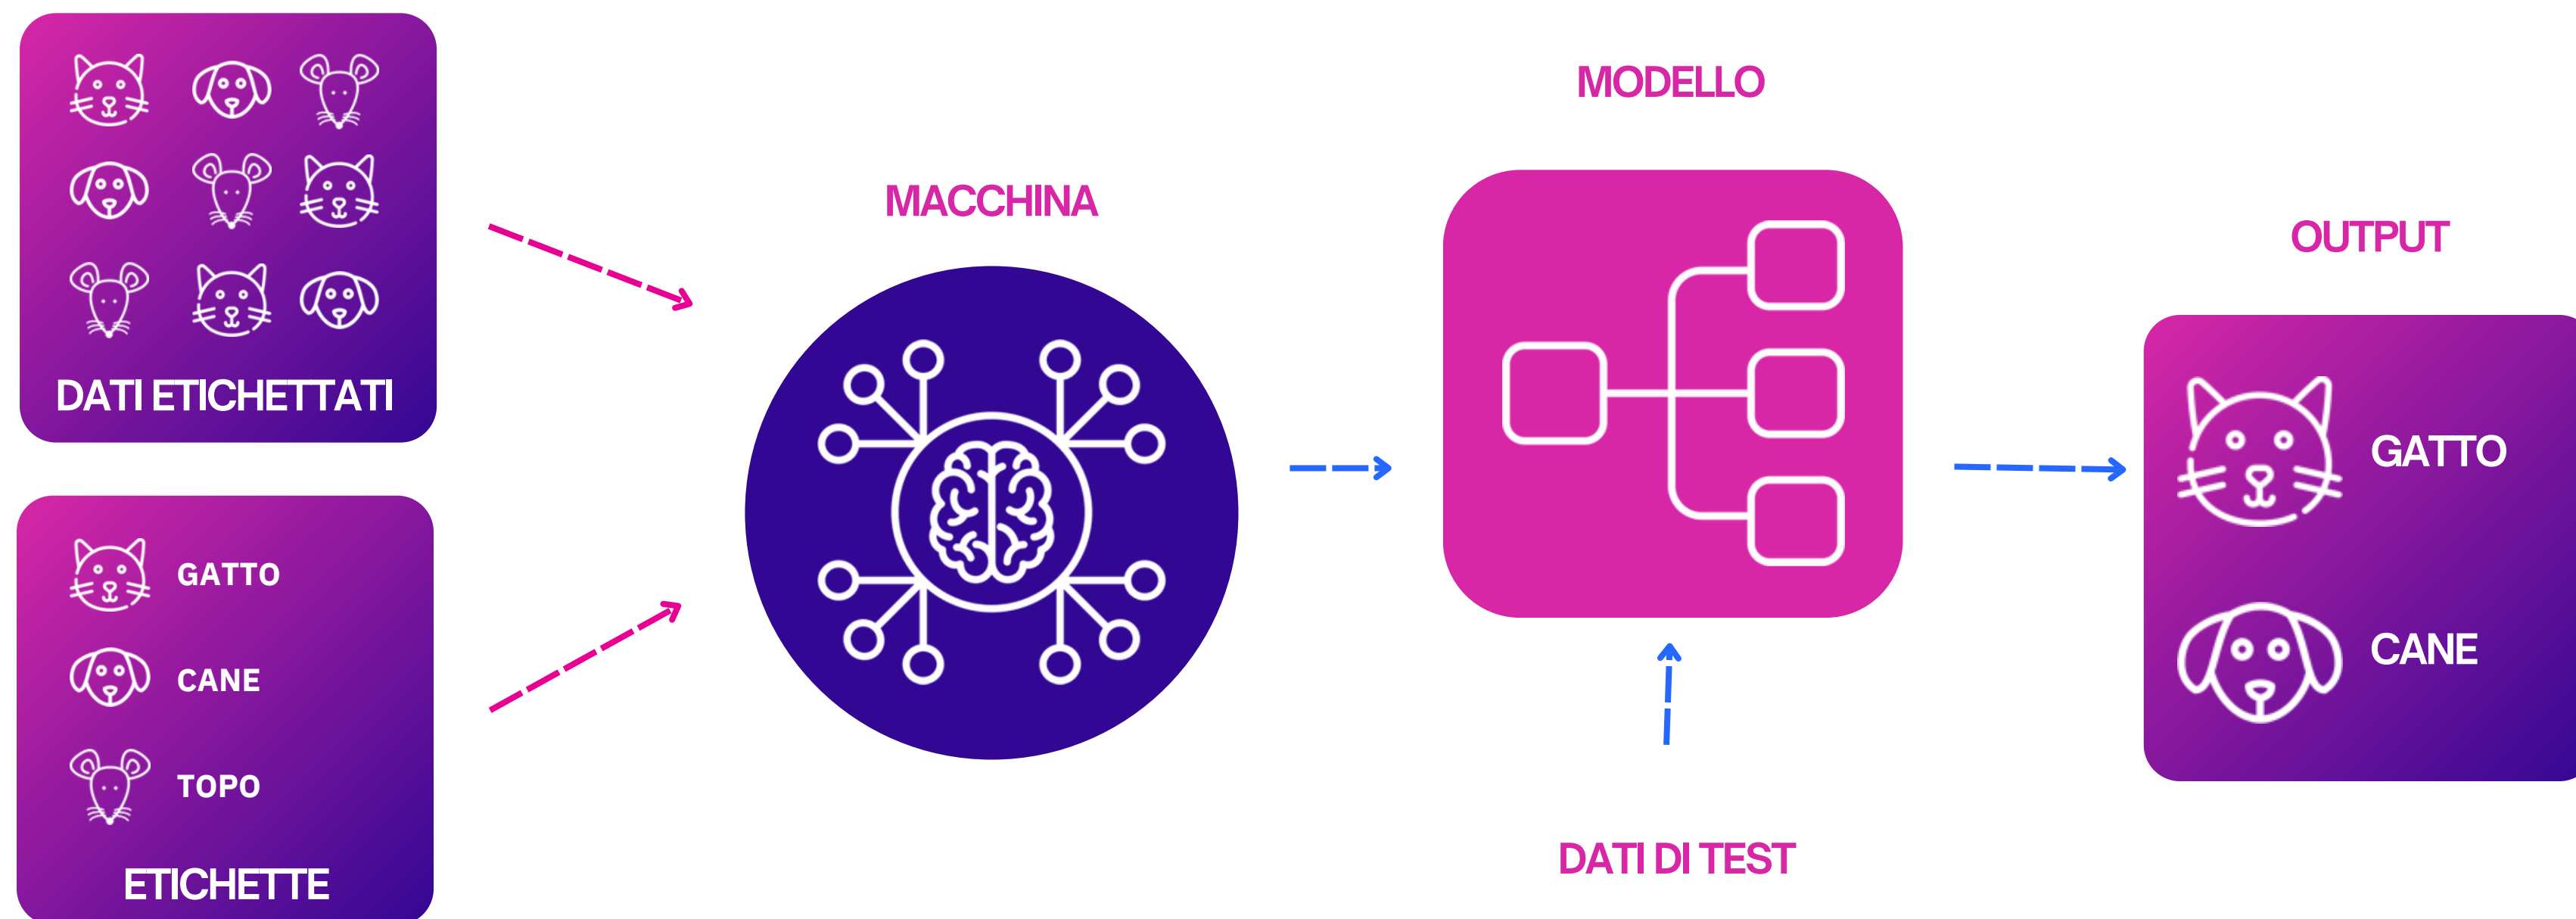 DATI ETICHETTATI
GATTO
CANE
TOPO
ETICHETTE
MACCHINA
MODELLO
DATI DI TEST
OUTPUT
GATTO
CANE